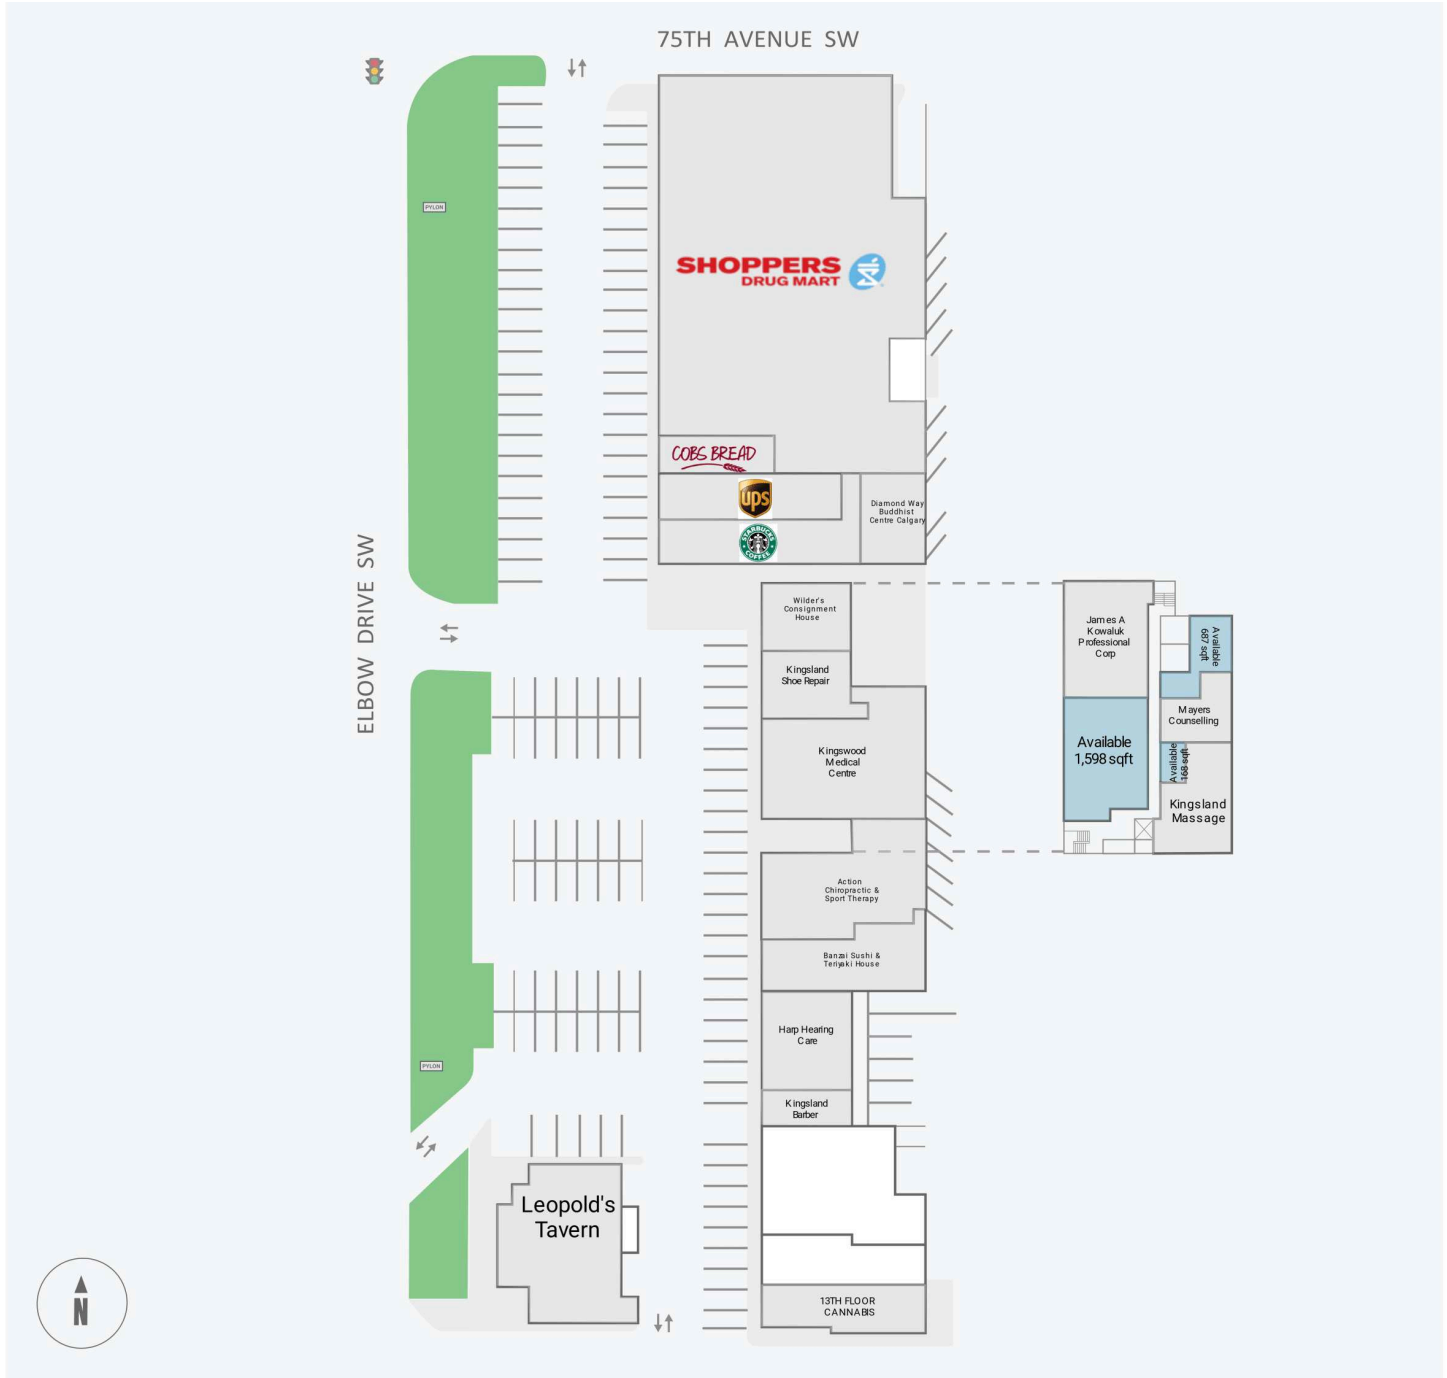 75TH AVENUE SW
PYLON
SHOPPERS
DRUG MART
COBS BREAD
ups
Diamond Way
Buddhist
Centre Calgary
STARBUCKS
COFFEE
ELBOW DRIVE SW
Wilder's
Consignment
House
Kingsland
Shoe Repair
Kingswood
Medical
Centre
James A
Kowaluk
Professional
Corp
Available
687 sqft
Mayers
Counselling
Available
1,598 sqft
Available
168 sqft
Kingsland
Massage
Action
Chiropractic &
Sport Therapy
Banzai Sushi &
Teriyaki House
Harp Hearing
Care
PYLON
Kingsland
Barber
Leopold's
Tavern
13TH FLOOR
CANNABIS
N